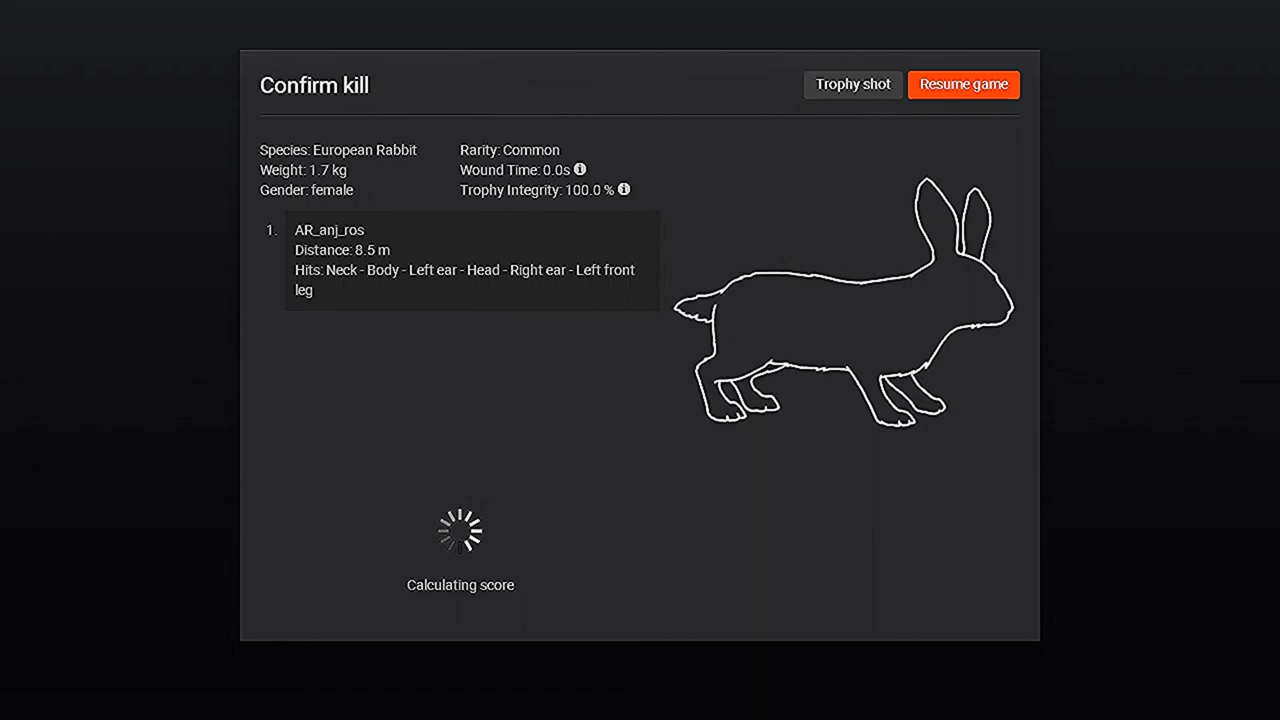 Confirm kill
Trophy shot
Resume game
Species: European Rabbit
Rarity: Common
Weight: 1.7 kg
Wound Time: 0.0s
Gender: female
Trophy Integrity: 100.0 %
1.
AR_anj_ros
Distance: 8.5 m
Hits: Neck - Body - Left ear - Head - Right ear - Left front
leg
Calculating score